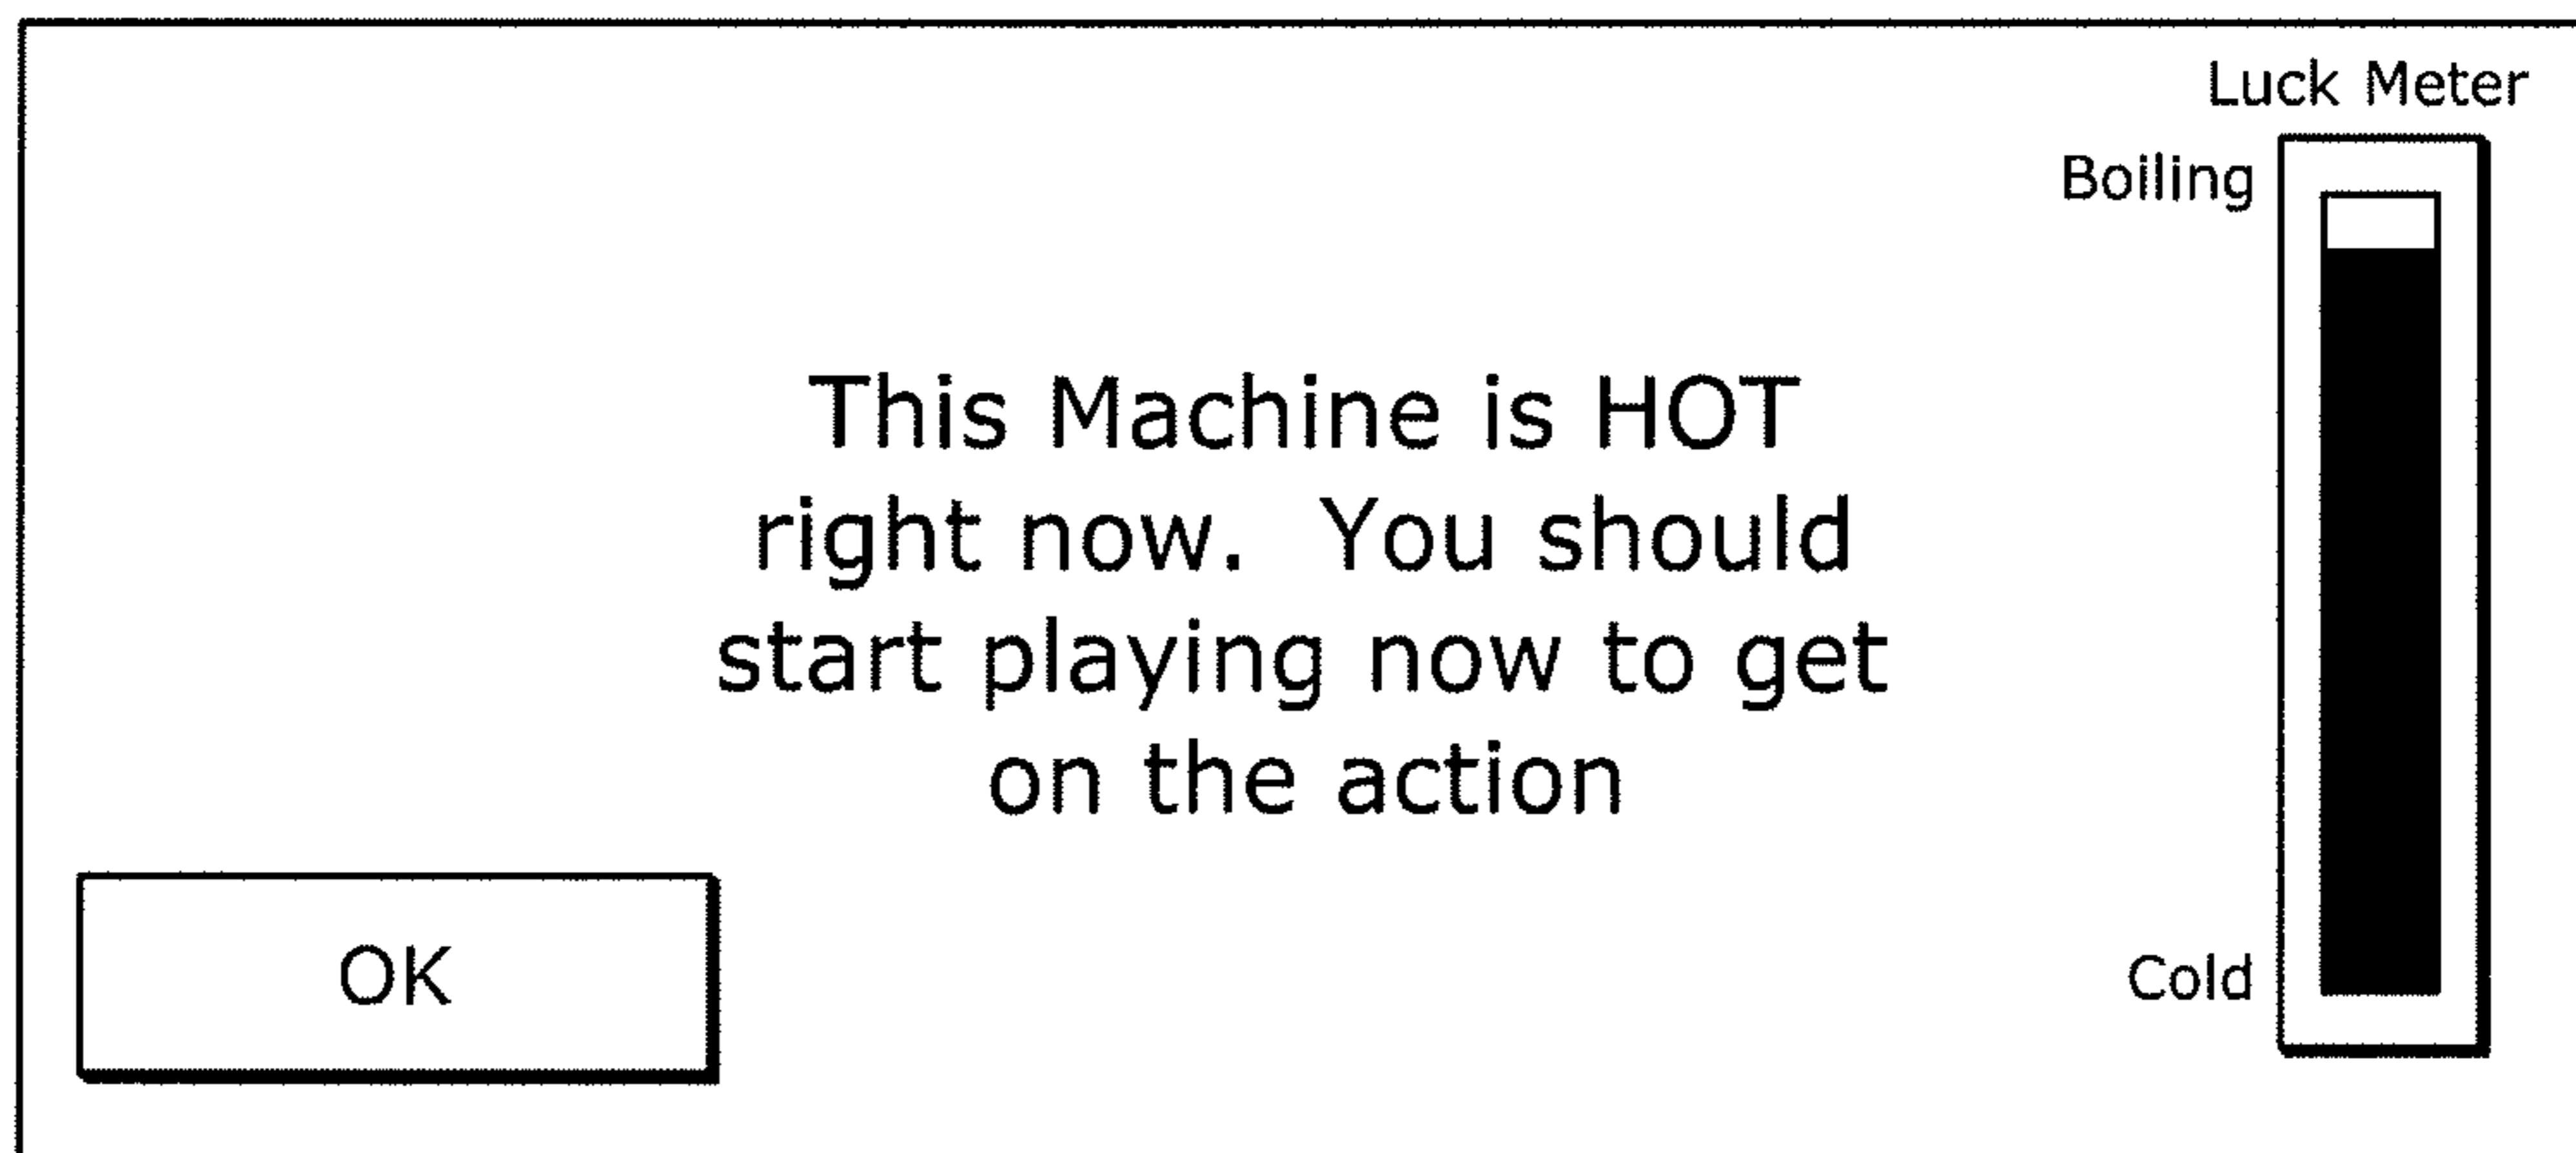 Luck Meter
Boiling
This Machine is HOT
right now.  You should
start playing now to get
on the action
OK
Cold